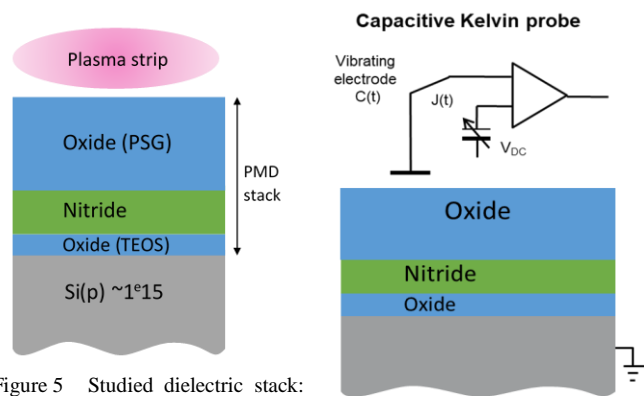 Plasma strip
Oxide (PSG)
Nitride
Oxide (TEOS)
Si(p) ~1e15
PMD
stack
Figure 5 Studied dielectric stack:
Capacitive Kelvin probe
Vibrating
electrode
C(t)
J(t)
VDC
Oxide
Nitride
Oxide